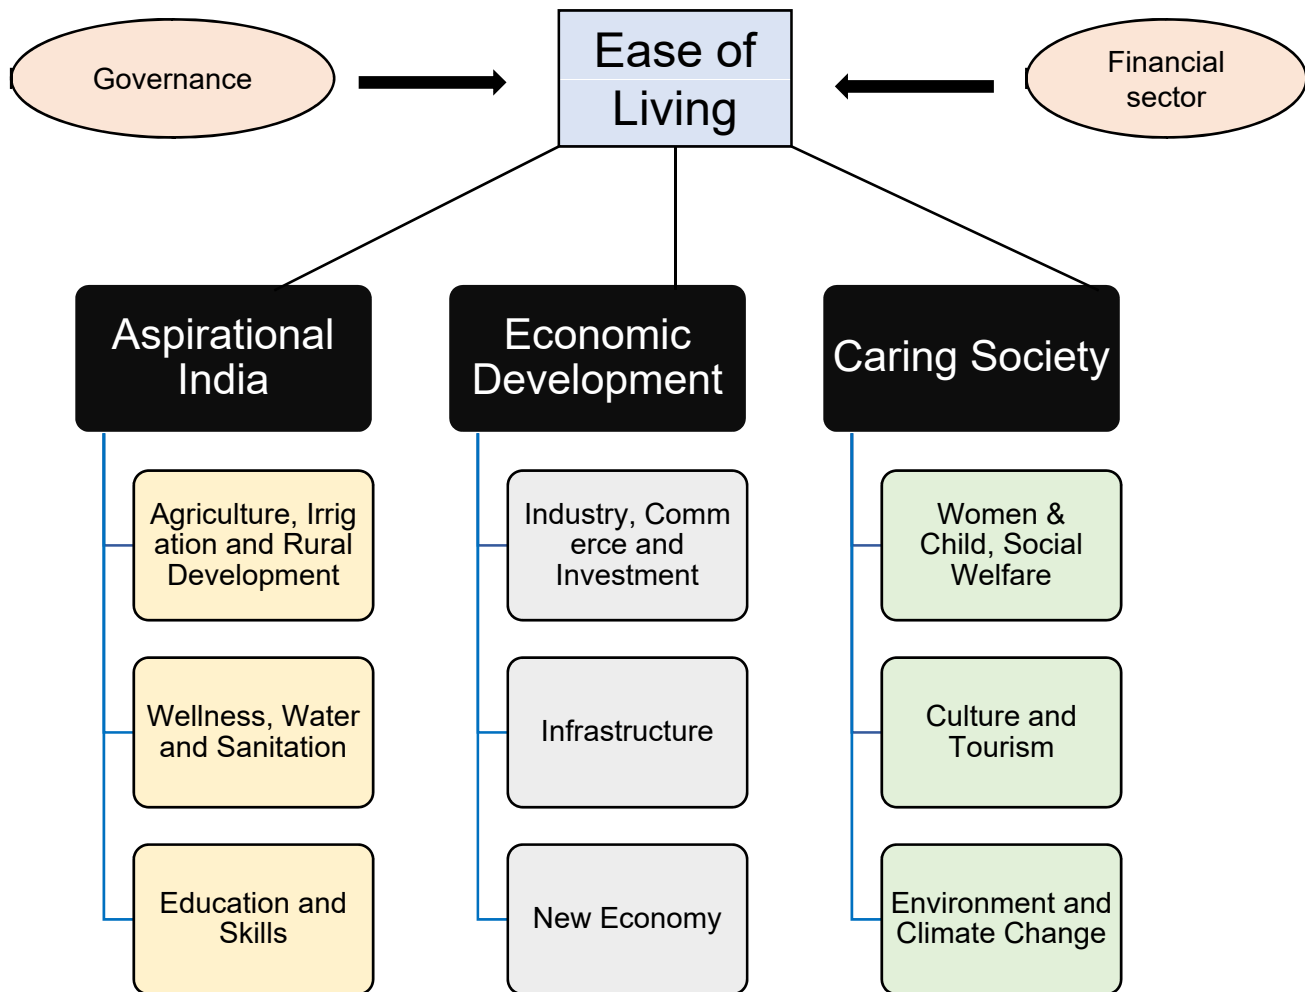 Governance
Ease of
Living
Financial
sector
Aspirational
India
Economic
Development
Caring Society
Agriculture, Irrig
ation and Rural
Development
Industry, Comm
erce and
Investment
Women &
Child, Social
Welfare
Wellness, Water
and Sanitation
Infrastructure
Culture and
Tourism
Education and
Skills
New Economy
Environment and
Climate Change